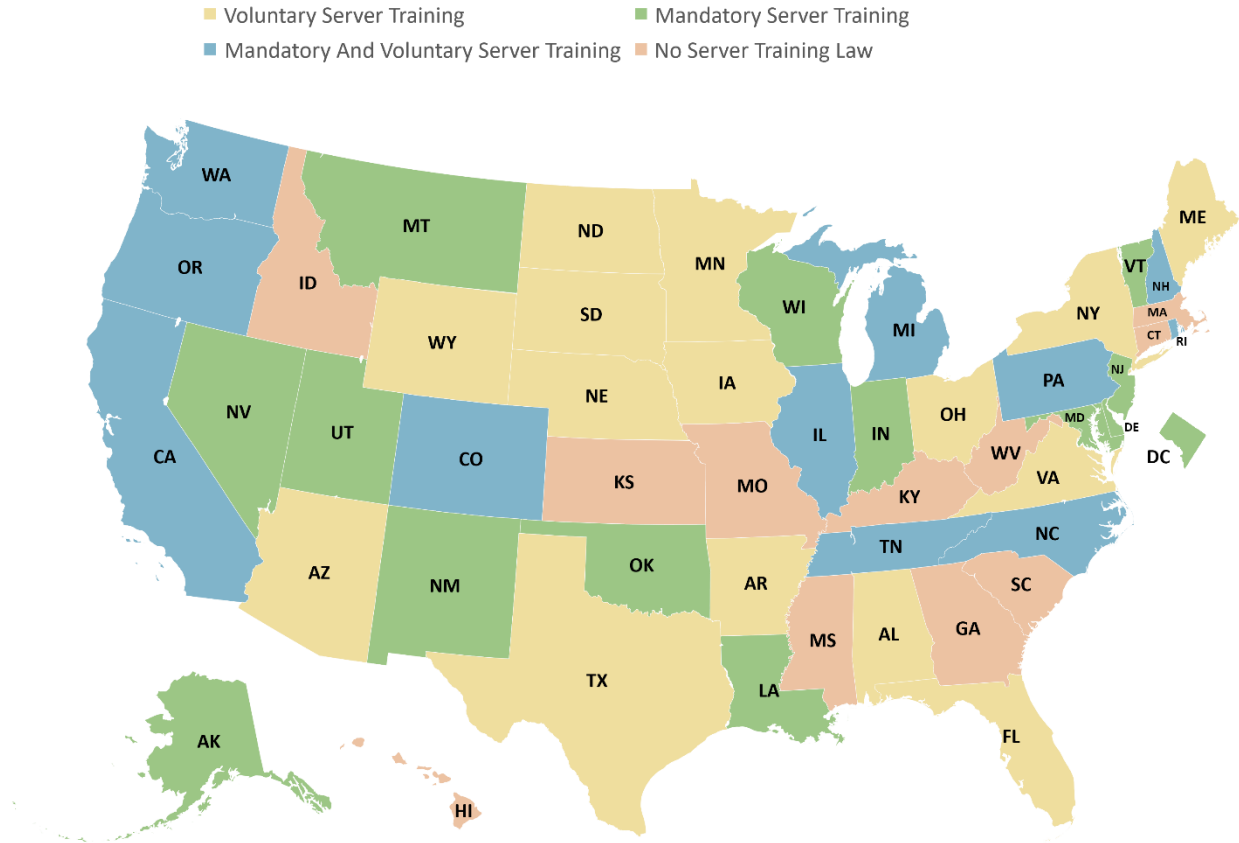 Voluntary Server Training
Mandatory Server Training
Mandatory And Voluntary Server Training
No Server Training Law
WA
OR
ID
MT
ND
MN
SD
WY
NE
IA
WI
MI
NY
VT
NH
ME
MA
CT
RI
PA
NJ
MD
DE
DC
OH
IN
IL
WV
VA
KY
NV
UT
CO
CA
KS
MO
TN
NC
SC
AZ
NM
OK
AR
MS
AL
GA
TX
LA
FL
AK
HI